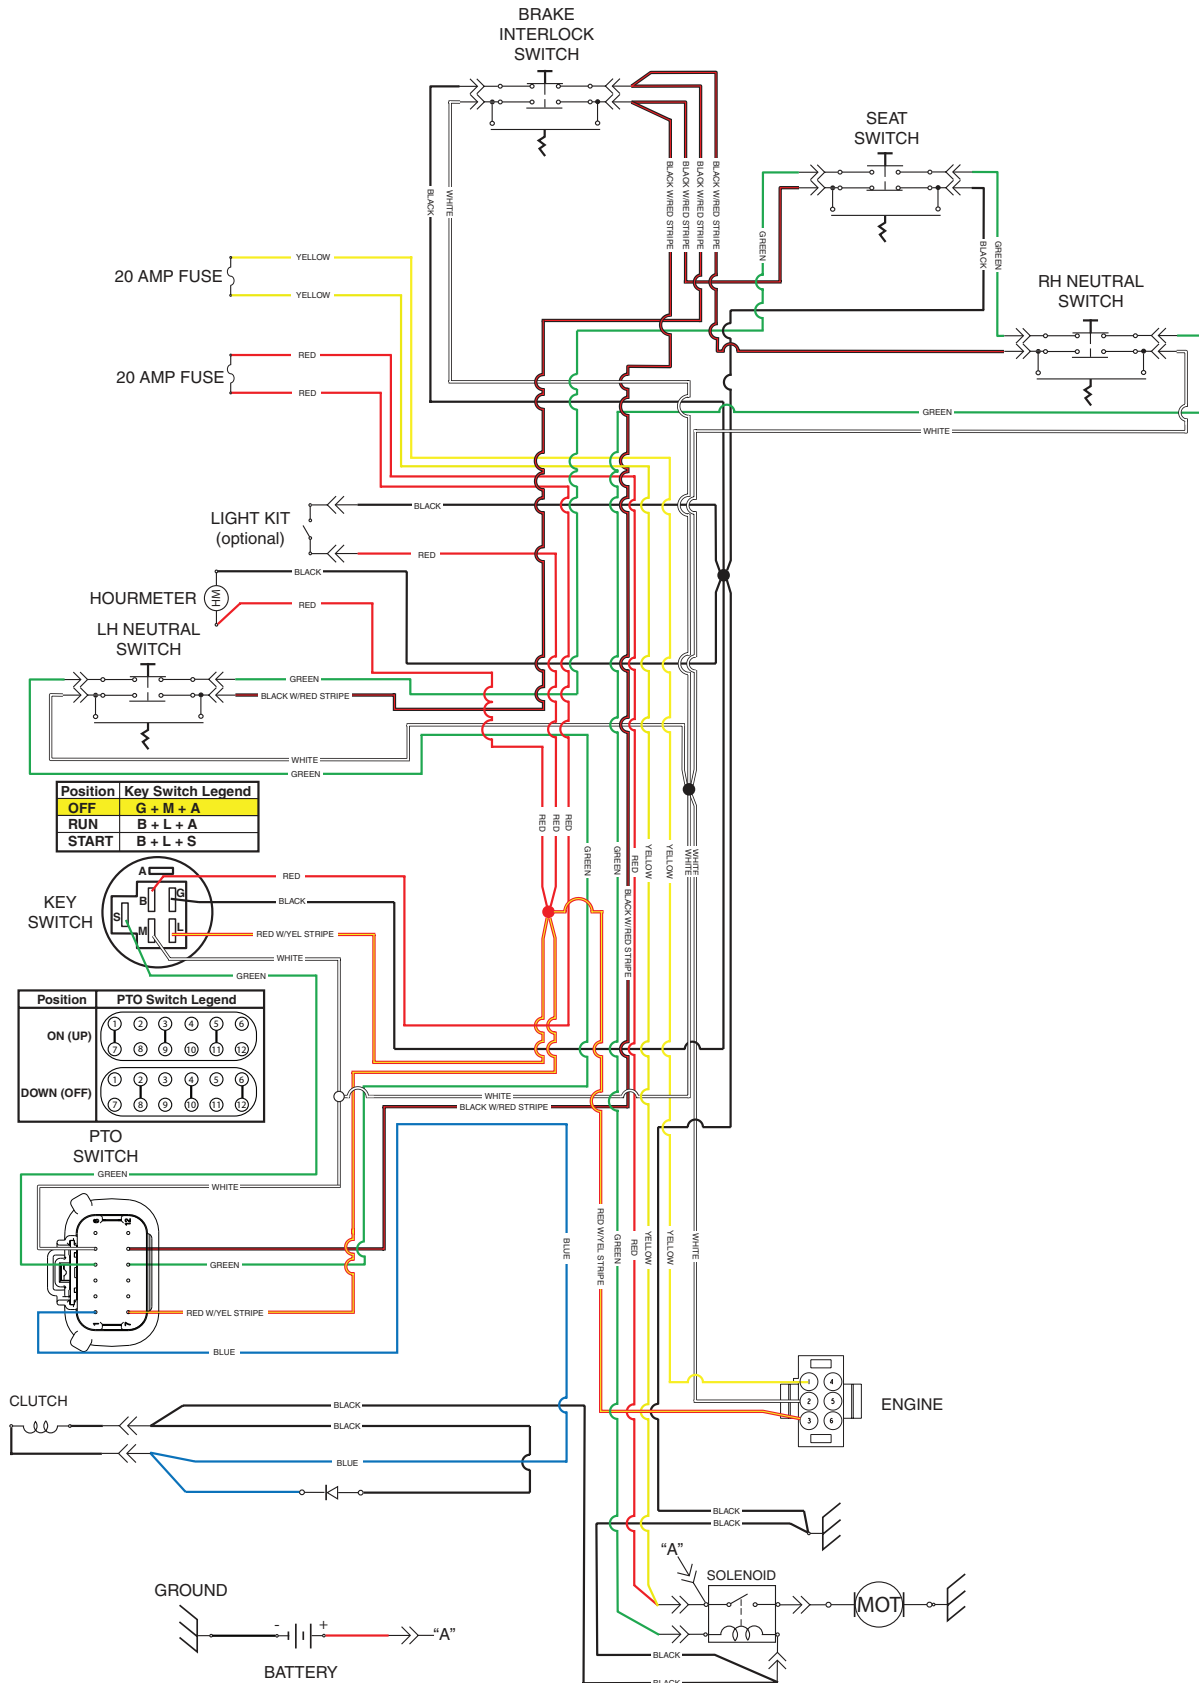 BRAKE
INTERLOCK
SWITCH
SEAT
SWITCH
BLACK
WHITE
BLACK W/RED STRIPE
BLACK W/RED STRIPE
BLACK W/RED STRIPE
BLACK W/RED STRIPE
GREEN
BLACK
GREEN
YELLOW
20 AMP FUSE
YELLOW
RH NEUTRAL
SWITCH
RED
20 AMP FUSE
RED
GREEN
WHITE
BLACK
LIGHT KIT
(optional)
RED
BLACK
HOURMETER
HM
RED
LH NEUTRAL
SWITCH
GREEN
BLACK W/RED STRIPE
WHITE
GREEN
Position Key Switch Legend
OFF G + M + A
RUN B + L + A
START B + L + S
RED
RED
RED
GREEN
GREEN
RED
YELLOW
YELLOW
WHITE
WHITE
BLACK W/RED STRIPE
KEY
SWITCH
A
B
G
S
M
L
RED
BLACK
RED W/YEL STRIPE
WHITE
GREEN
Position PTO Switch Legend
ON (UP)
1 2 3 4 5 6
7 8 9 10 11 12
DOWN (OFF)
1 2 3 4 5 6
7 8 9 10 11 12
WHITE
BLACK W/RED STRIPE
PTO
SWITCH
GREEN
WHITE
6 12
GREEN
RED W/YEL STRIPE
1 7
BLUE
BLUE
RED W/YEL STRIPE
GREEN
RED
YELLOW
YELLOW
WHITE
CLUTCH
BLACK
BLACK
BLUE
1 4
2 5
3 6
ENGINE
BLACK
BLACK
"A"
SOLENOID
MOT
GROUND
- +
"A"
BATTERY
BLACK
BLACK